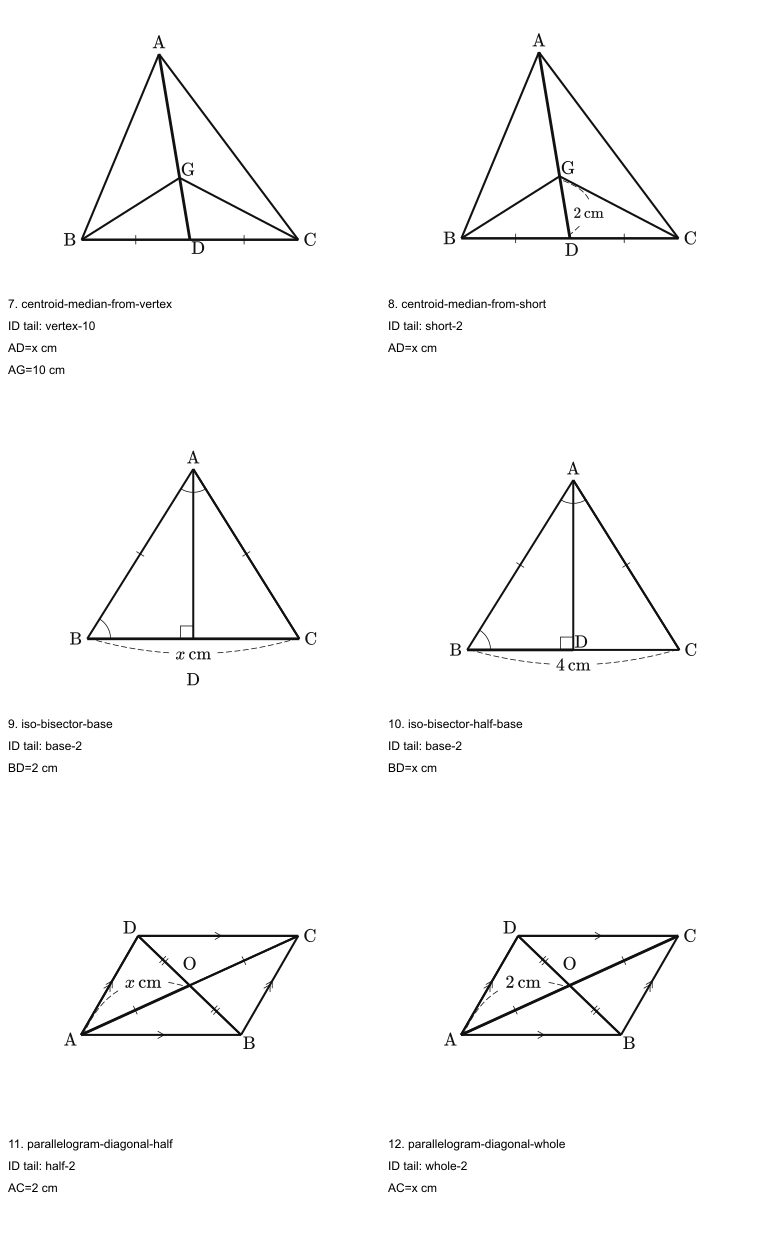 A
G
B
D
C
7. centroid-median-from-vertex
ID tail: vertex-10
AD=x cm
AG=10 cm
A
G
2 cm
B
D
C
8. centroid-median-from-short
ID tail: short-2
AD=x cm
A
B
C
x cm
D
9. iso-bisector-base
ID tail: base-2
BD=2 cm
A
B
D
C
4 cm
10. iso-bisector-half-base
ID tail: base-2
BD=x cm
D
C
O
x cm
A
B
11. parallelogram-diagonal-half
ID tail: half-2
AC=2 cm
D
C
O
2 cm
A
B
12. parallelogram-diagonal-whole
ID tail: whole-2
AC=x cm